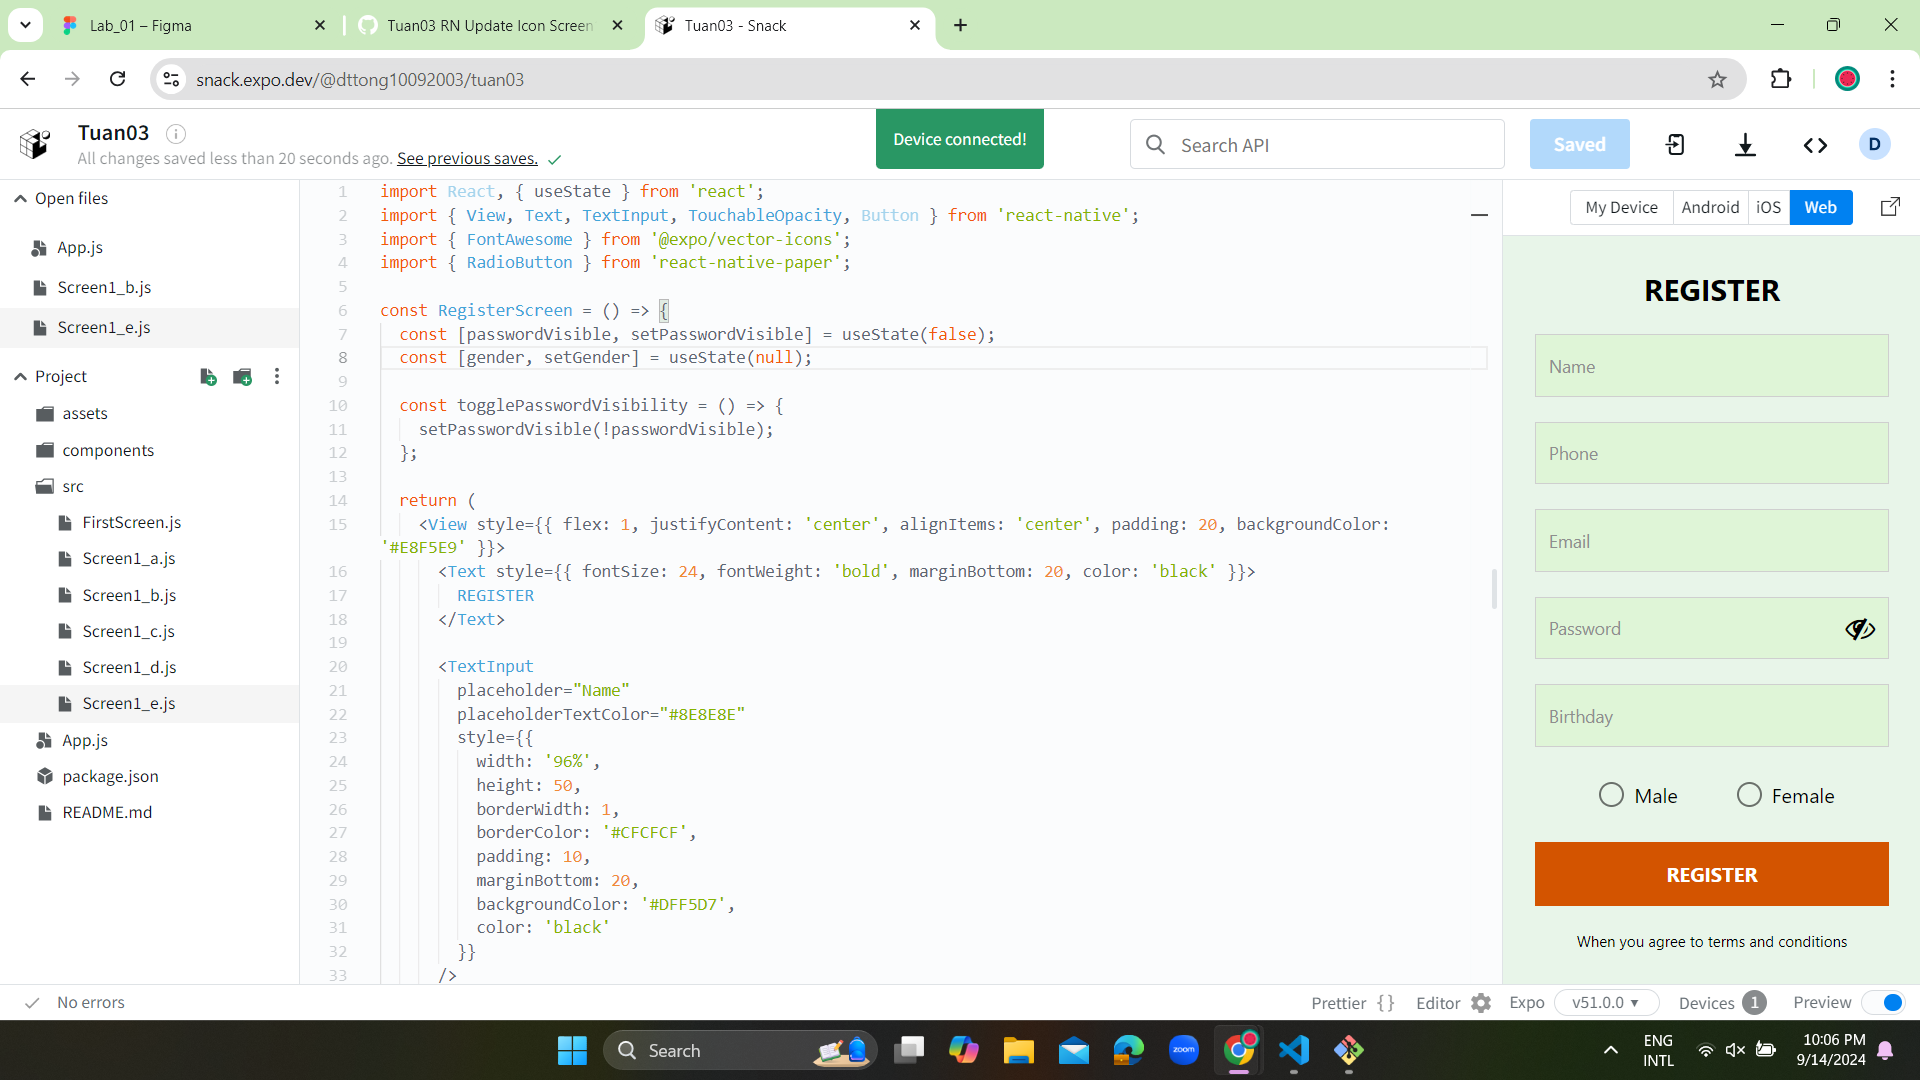 Lab_01 – Figma
Tuan03 RN Update Icon Screen
Tuan03 - Snack
snack.expo.dev/@dttong10092003/tuan03
Tuan03
All changes saved less than 20 seconds ago. See previous saves.
Device connected!
Search API
Saved
D
Open files
App.js
Screen1_b.js
Screen1_e.js
Project
assets
components
src
FirstScreen.js
Screen1_a.js
Screen1_b.js
Screen1_c.js
Screen1_d.js
Screen1_e.js
App.js
package.json
README.md
1 import React, { useState } from 'react';
2 import { View, Text, TextInput, TouchableOpacity, Button } from 'react-native';
3 import { FontAwesome } from '@expo/vector-icons';
4 import { RadioButton } from 'react-native-paper';
5
6 const RegisterScreen = () => {
7 const [passwordVisible, setPasswordVisible] = useState(false);
8 const [gender, setGender] = useState(null);
9
10 const togglePasswordVisibility = () => {
11 setPasswordVisible(!passwordVisible);
12 };
13
14 return (
15 <View style={{ flex: 1, justifyContent: 'center', alignItems: 'center', padding: 20, backgroundColor:
'#E8F5E9' }}>
16 <Text style={{ fontSize: 24, fontWeight: 'bold', marginBottom: 20, color: 'black' }}>
17 REGISTER
18 </Text>
19
20 <TextInput
21 placeholder="Name"
22 placeholderTextColor="#8E8E8E"
23 style={{
24 width: '96%',
25 height: 50,
26 borderWidth: 1,
27 borderColor: '#CFCFCF',
28 padding: 10,
29 marginBottom: 20,
30 backgroundColor: '#DFF5D7',
31 color: 'black'
32 }}
33 />
My Device
Android
iOS
Web
REGISTER
Name
Phone
Email
Password
Birthday
Male
Female
REGISTER
When you agree to terms and conditions
No errors
Prettier { }
Editor
Expo
v51.0.0
Devices 1
Preview
Search
zoom
ENG
INTL
10:06 PM
9/14/2024